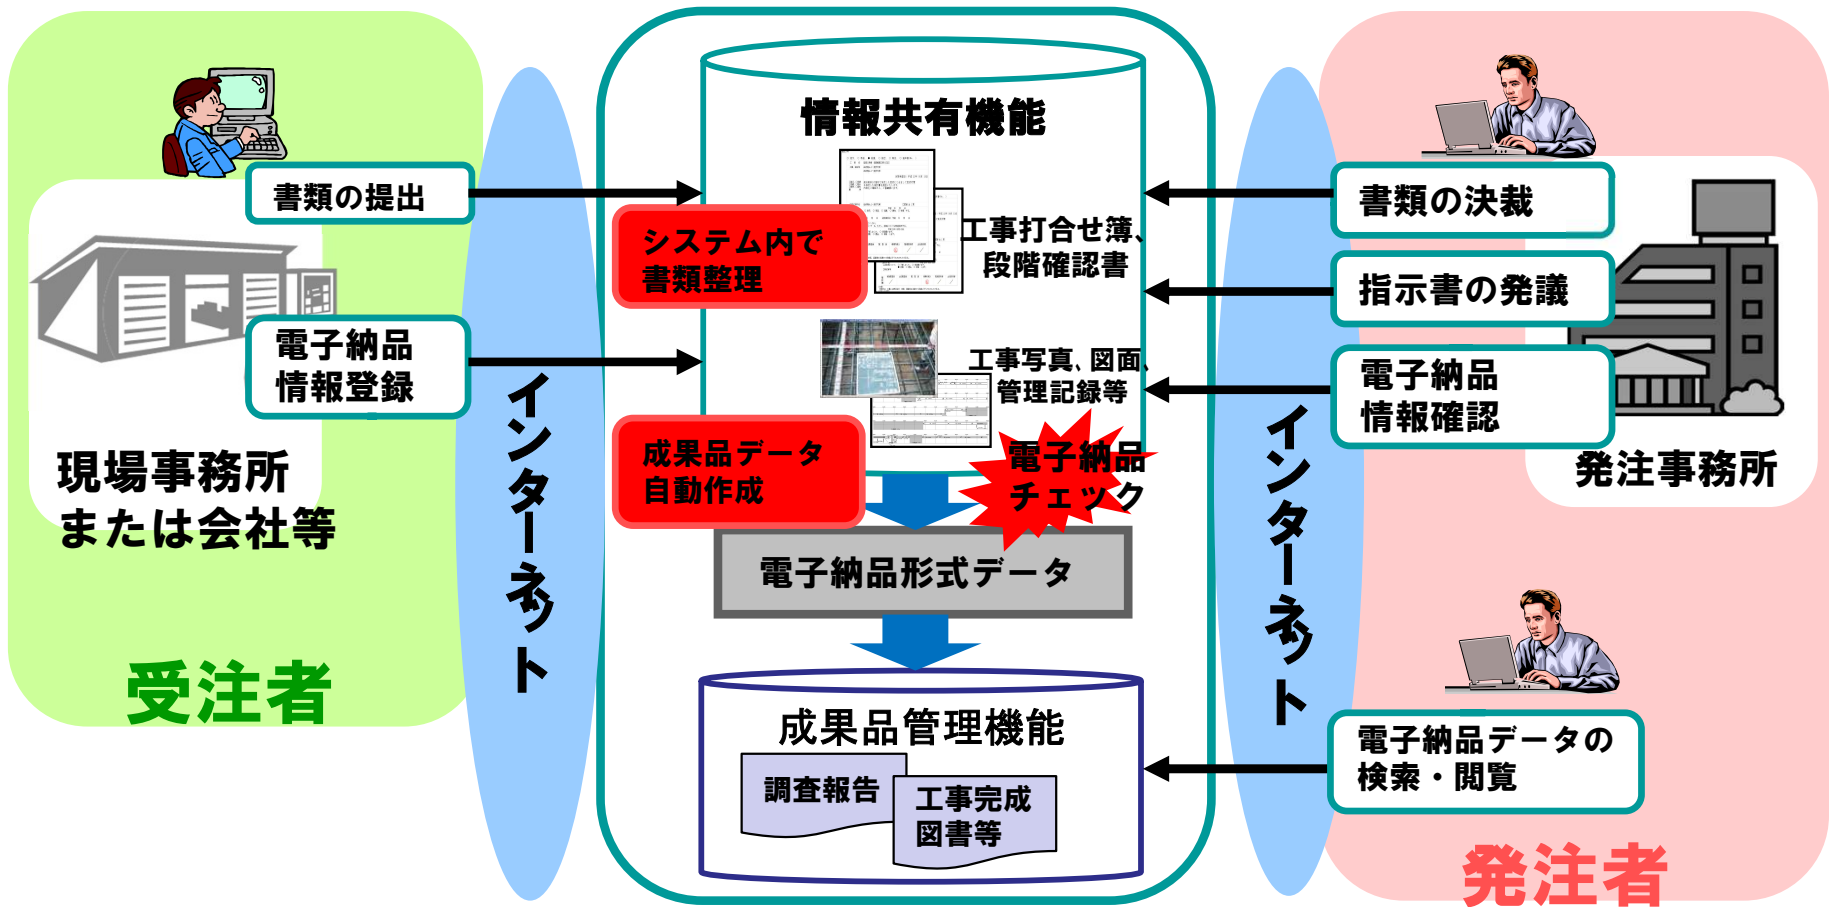 書類の提出
電子納品
情報登録
現場事務所
または会社等
受注者
インターネット
情報共有機能
工事打合せ簿、
段階確認書
システム内で
書類整理
工事写真、図面、
管理記録等
成果品データ
自動作成
電子納品
チェック
電子納品形式データ
成果品管理機能
調査報告
工事完成
図書等
インターネット
書類の決裁
指示書の発議
電子納品
情報確認
発注事務所
電子納品データの
検索・閲覧
発注者